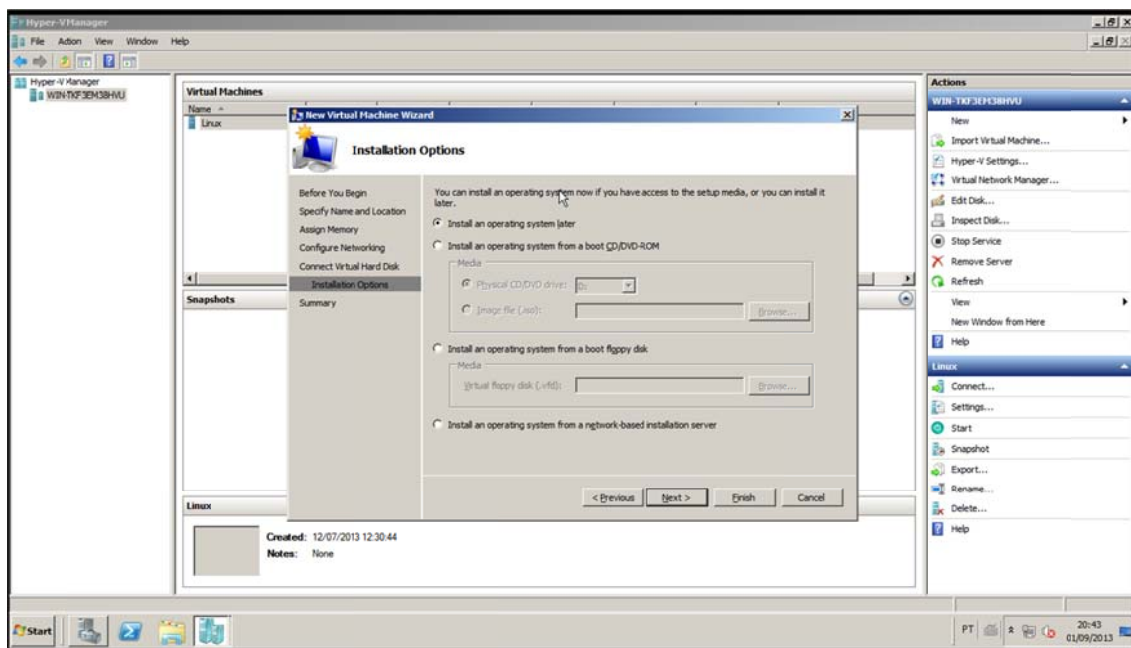 Hyper-V Manager
File Action View Window Help
Hyper-V Manager
WIN-TKF3EM38HVU
Virtual Machines
Name
Linux
New Virtual Machine Wizard
Installation Options
Before You Begin
Specify Name and Location
Assign Memory
Configure Networking
Connect Virtual Hard Disk
Installation Options
Summary
You can install an operating system now if you have access to the setup media, or you can install it
later.
Install an operating system later
Install an operating system from a boot CD/DVD-ROM
Media
Physical CD/DVD drive: D:
Image file (.iso): Browse...
Install an operating system from a boot floppy disk
Media
Virtual floppy disk (.vfd): Browse...
Install an operating system from a network-based installation server
< Previous Next > Finish Cancel
Snapshots
Linux
Created: 12/07/2013 12:30:44
Notes: None
Actions
WIN-TKF3EM38HVU
New
Import Virtual Machine...
Hyper-V Settings...
Virtual Network Manager...
Edit Disk...
Inspect Disk...
Stop Service
Remove Server
Refresh
View
New Window from Here
Help
Linux
Connect...
Settings...
Start
Snapshot
Export...
Rename...
Delete...
Help
Start
PT
20:43
01/09/2013